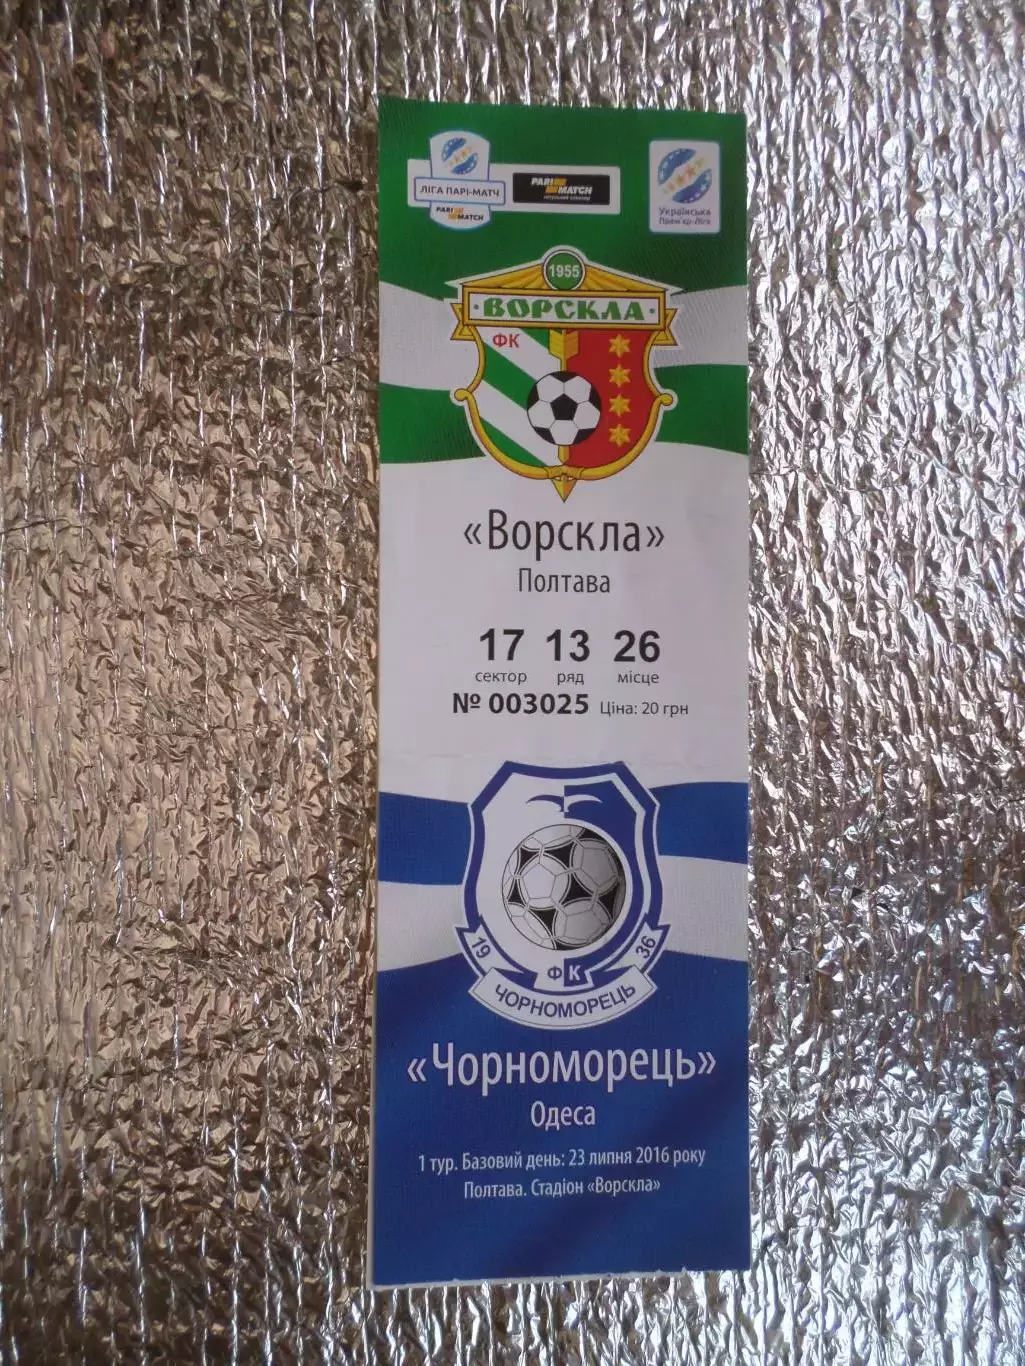 ЛІГА ПАРІ-МАТЧ
PARI MATCH
PARI MATCH
Українська
Прем'єр-Ліга
1955
·ВОРСКЛА·
ФК
«Ворскла»
Полтава
17 13 26
сектор ряд місце
№ 003025 Ціна: 20 грн
19 ФК 36
ЧОРНОМОРЕЦЬ
«Чорноморець»
Одеса
1 тур. Базовий день: 23 липня 2016 року
Полтава. Стадіон «Ворскла»